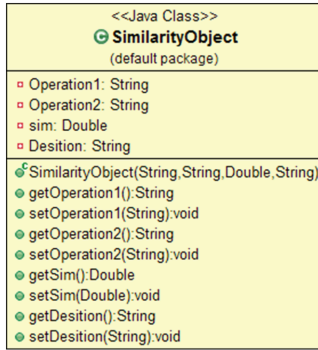 <<Java Class>>
SimilarityObject
(default package)
Operation1: String
Operation2: String
sim: Double
Desition: String
SimilarityObject(String,String,Double,String)
getOperation1():String
setOperation1(String):void
getOperation2():String
setOperation2(String):void
getSim():Double
setSim(Double):void
getDesition():String
setDesition(String):void